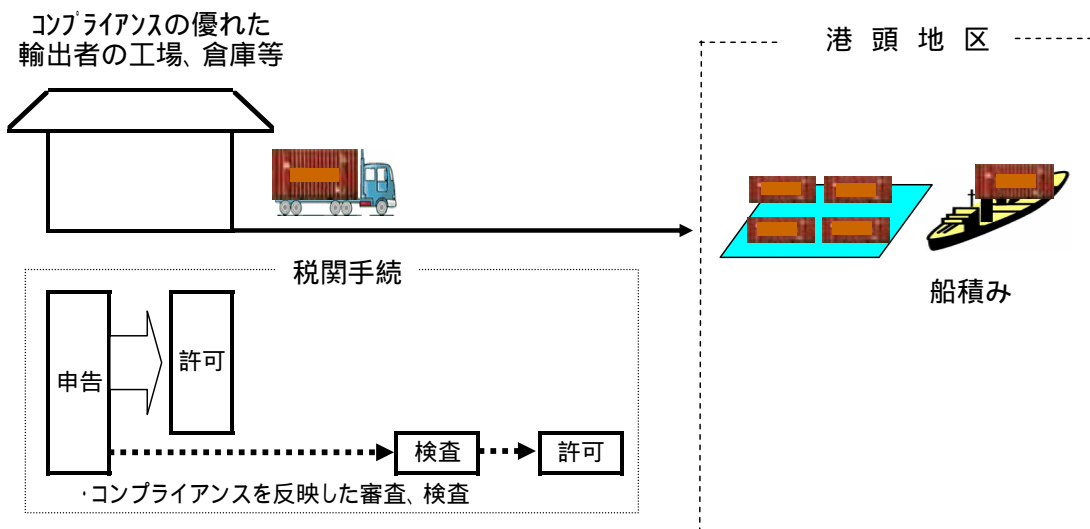 ｺﾝﾌﾟﾗｲｱﾝｽの優れた
輸出者の工場、倉庫等
港 頭 地 区
船積み
税関手続
申告
許可
検査
許可
・コンプライアンスを反映した審査、検査